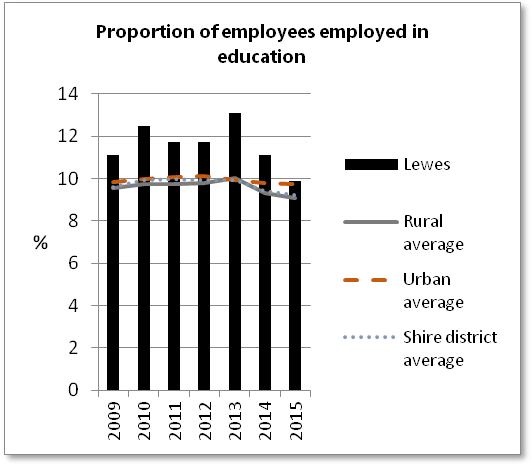 Proportion of employees employed in
education
14
12
10
8
6
4
2
0
%
2009
2010
2011
2012
2013
2014
2015
Lewes
Rural
average
Urban
average
Shire district
average